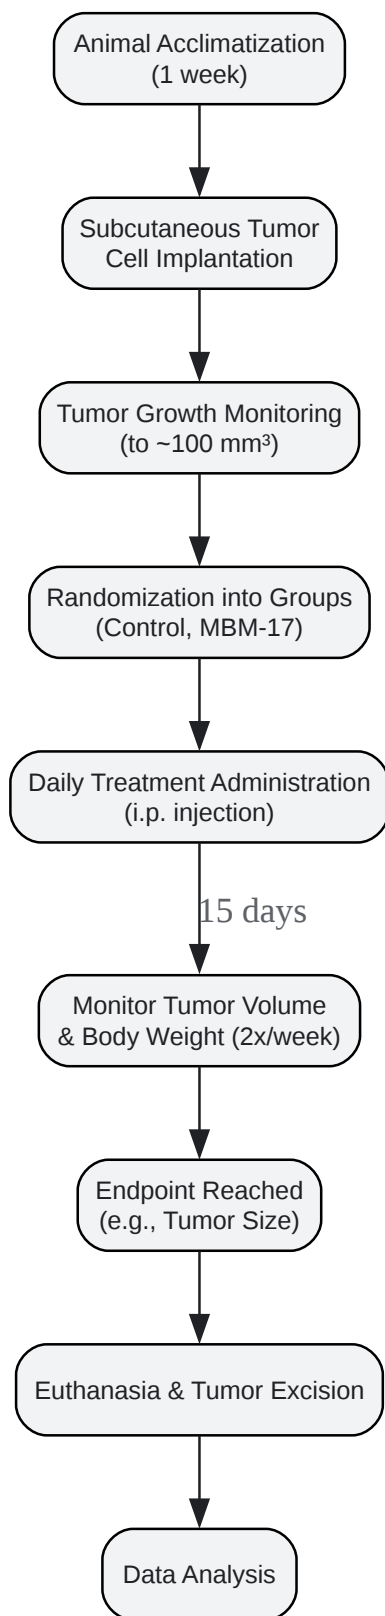 Animal Acclimatization
(1 week)
Subcutaneous Tumor
Cell Implantation
Tumor Growth Monitoring
(to ~100 mm³)
Randomization into Groups
(Control, MBM-17)
Daily Treatment Administration
(i.p. injection)
15 days
Monitor Tumor Volume
& Body Weight (2x/week)
Endpoint Reached
(e.g., Tumor Size)
Euthanasia & Tumor Excision
Data Analysis